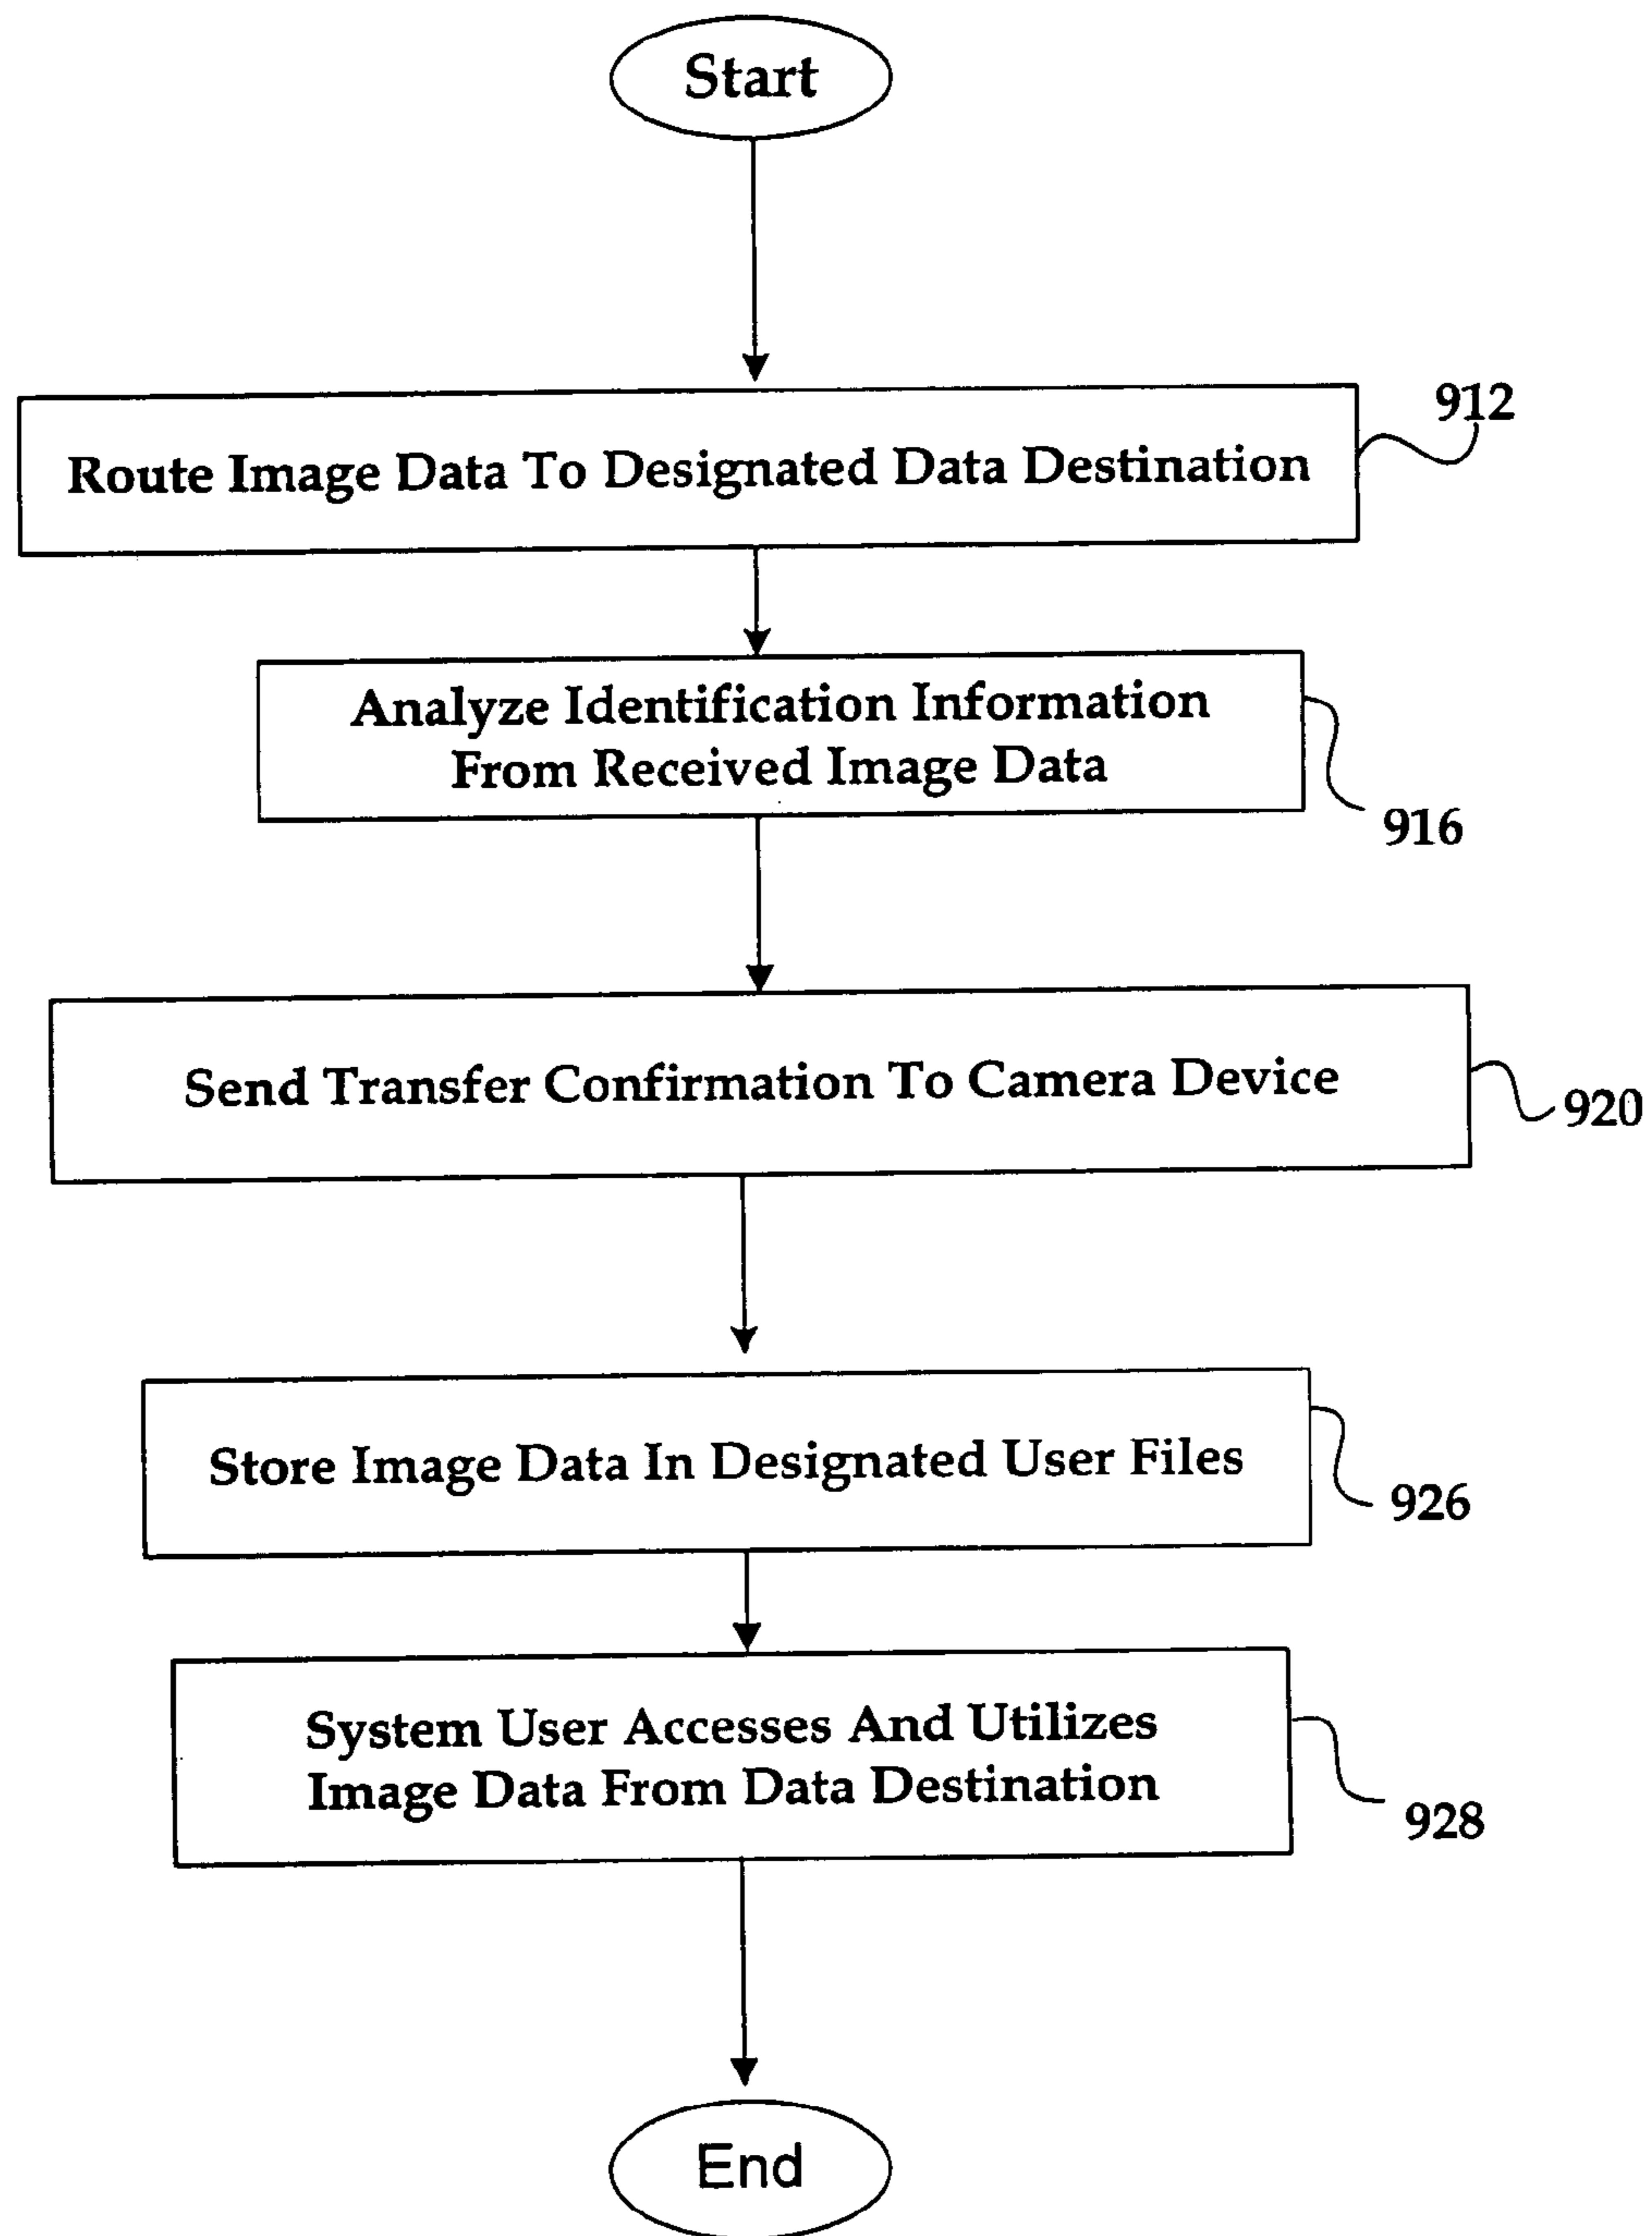 Start
912
Route Image Data To Designated Data Destination
Analyze Identification Information
From Received Image Data
916
Send Transfer Confirmation To Camera Device
920
Store Image Data In Designated User Files
926
System User Accesses And Utilizes
Image Data From Data Destination
928
End